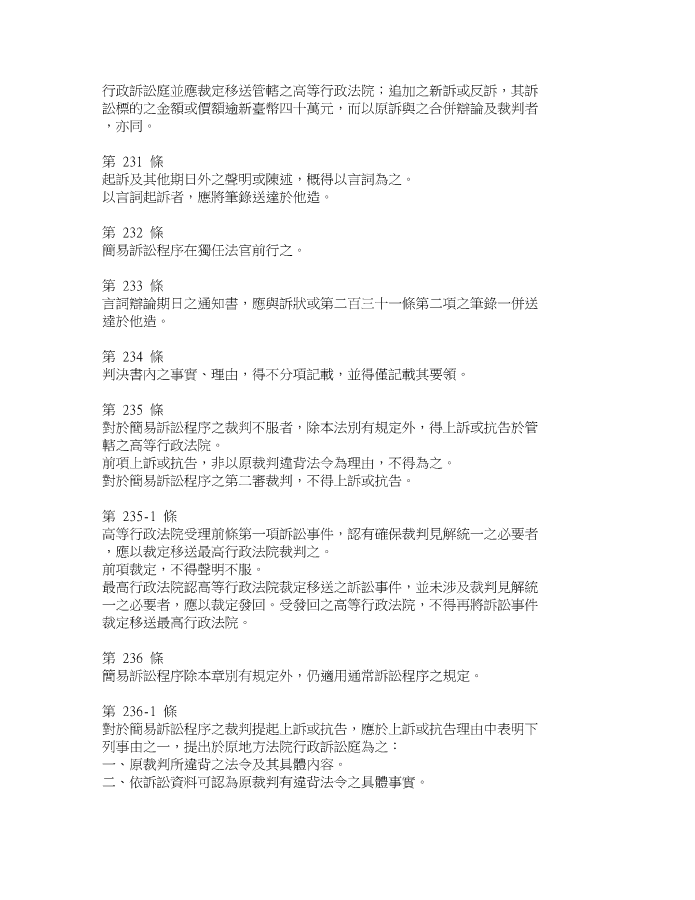 行政訴訟庭並應裁定移送管轄之高等行政法院；追加之新訴或反訴，其訴
訟標的之金額或價額逾新臺幣四十萬元，而以原訴與之合併辯論及裁判者
，亦同。
第 231 條
起訴及其他期日外之聲明或陳述，概得以言詞為之。
以言詞起訴者，應將筆錄送達於他造。
第 232 條
簡易訴訟程序在獨任法官前行之。
第 233 條
言詞辯論期日之通知書，應與訴狀或第二百三十一條第二項之筆錄一併送
達於他造。
第 234 條
判決書內之事實、理由，得不分項記載，並得僅記載其要領。
第 235 條
對於簡易訴訟程序之裁判不服者，除本法別有規定外，得上訴或抗告於管
轄之高等行政法院。
前項上訴或抗告，非以原裁判違背法令為理由，不得為之。
對於簡易訴訟程序之第二審裁判，不得上訴或抗告。
第 235-1 條
高等行政法院受理前條第一項訴訟事件，認有確保裁判見解統一之必要者
，應以裁定移送最高行政法院裁判之。
前項裁定，不得聲明不服。
最高行政法院認高等行政法院裁定移送之訴訟事件，並未涉及裁判見解統
一之必要者，應以裁定發回。受發回之高等行政法院，不得再將訴訟事件
裁定移送最高行政法院。
第 236 條
簡易訴訟程序除本章別有規定外，仍適用通常訴訟程序之規定。
第 236-1 條
對於簡易訴訟程序之裁判提起上訴或抗告，應於上訴或抗告理由中表明下
列事由之一，提出於原地方法院行政訴訟庭為之：
一、原裁判所違背之法令及其具體內容。
二、依訴訟資料可認為原裁判有違背法令之具體事實。